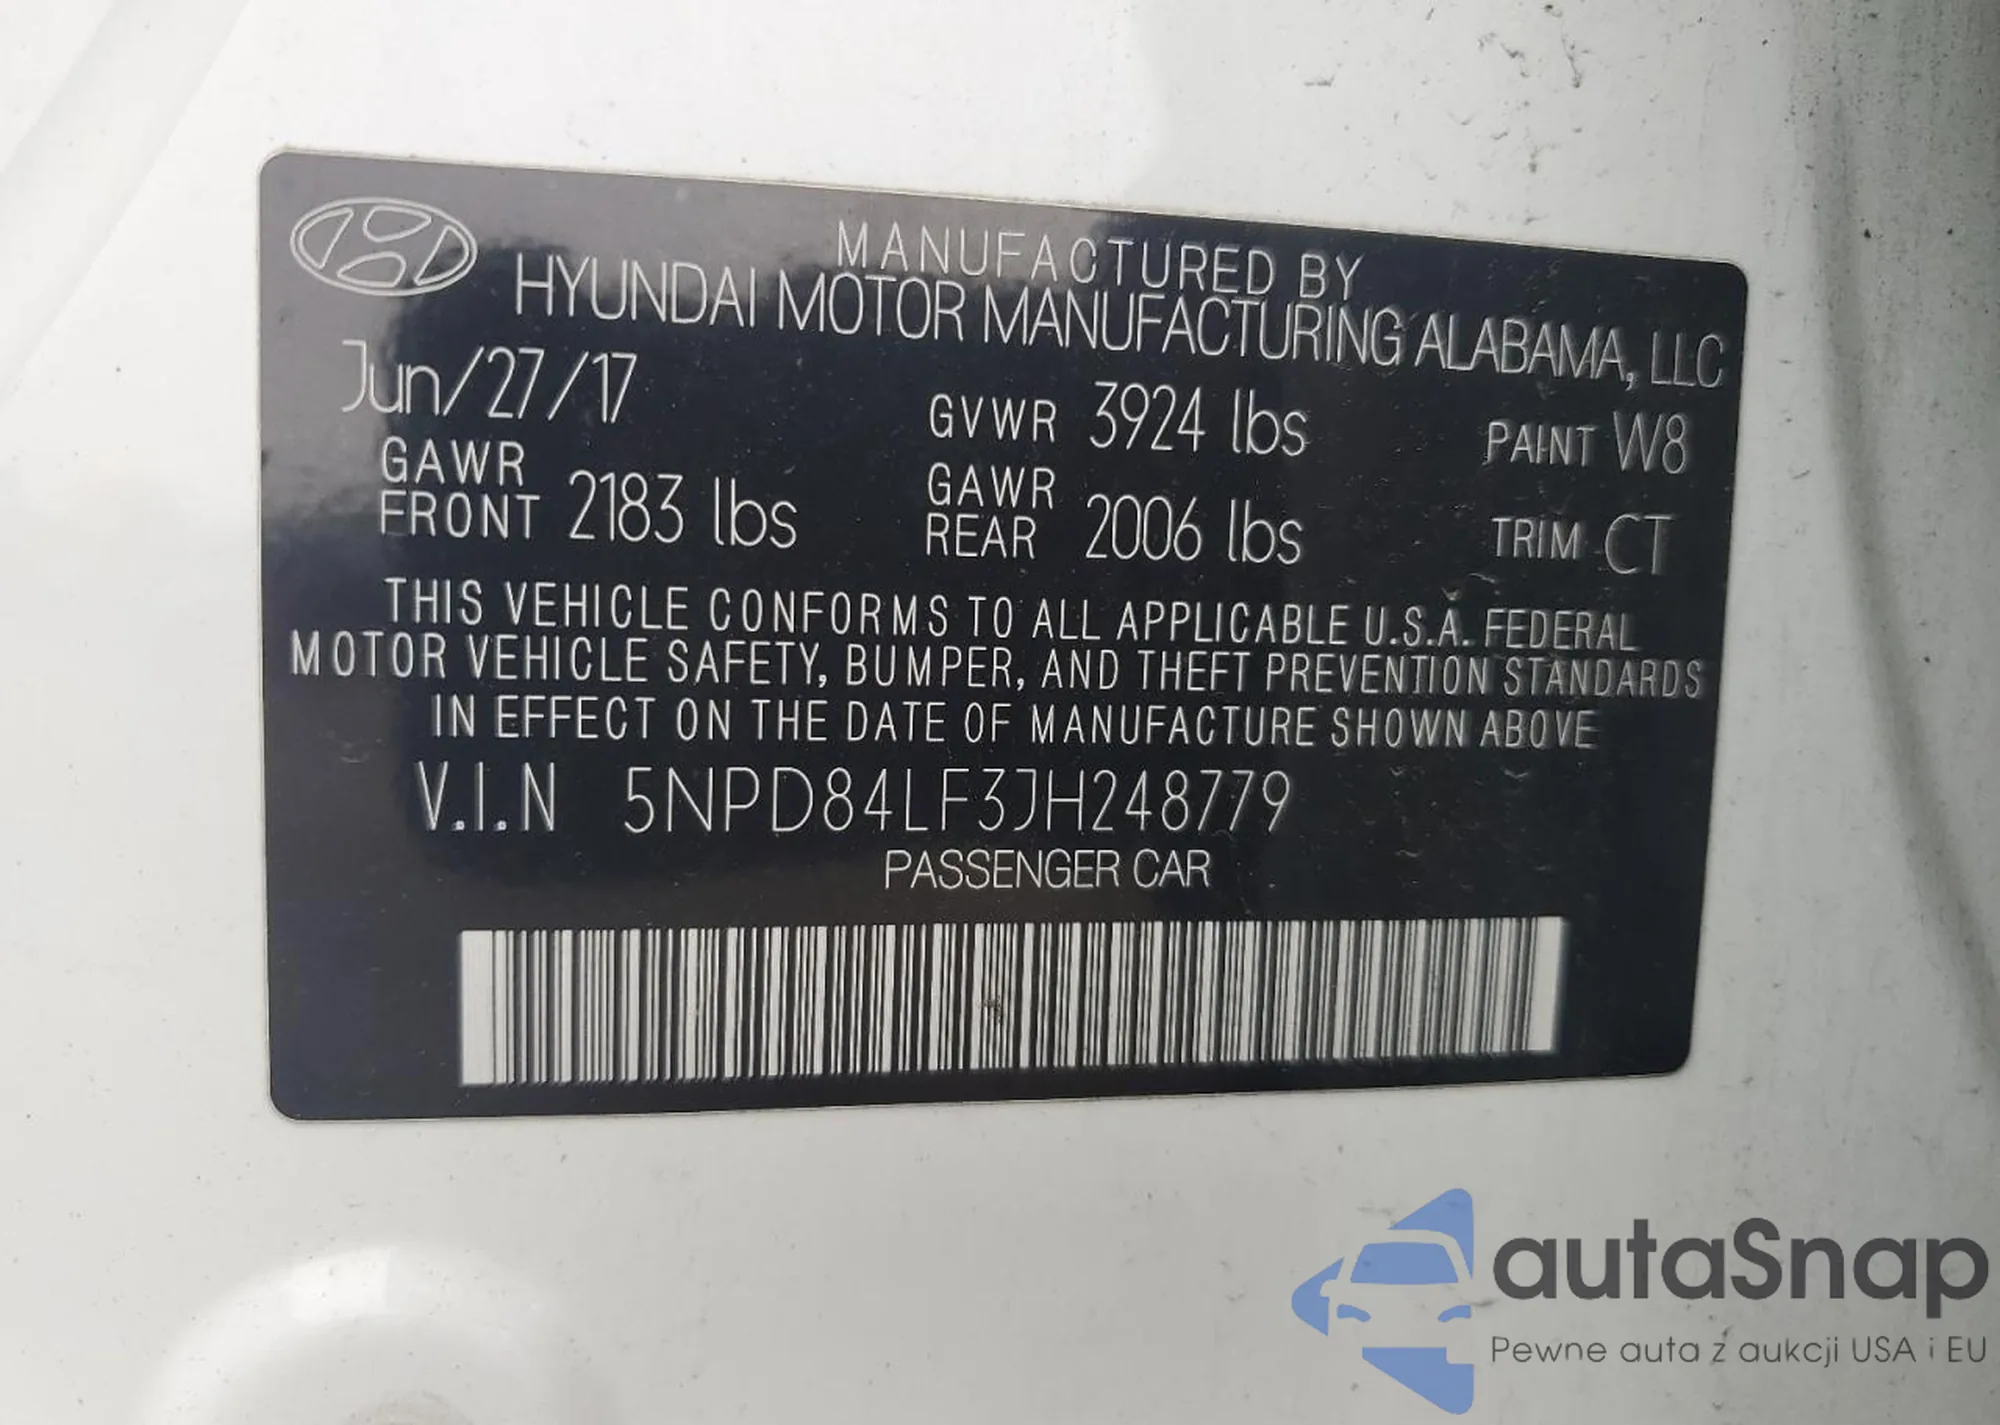 MANUFACTURED BY
HYUNDAI MOTOR MANUFACTURING ALABAMA, LLC
Jun/27/17
GVWR 3924 lbs
PAINT W8
GAWR FRONT 2183 lbs
GAWR REAR 2006 lbs
TRIM CT
THIS VEHICLE CONFORMS TO ALL APPLICABLE U.S.A. FEDERAL
MOTOR VEHICLE SAFETY, BUMPER, AND THEFT PREVENTION STANDARDS
IN EFFECT ON THE DATE OF MANUFACTURE SHOWN ABOVE
V.I.N 5NPD84LF3JH248779
PASSENGER CAR
autaSnap
Pewne auta z aukcji USA i EU